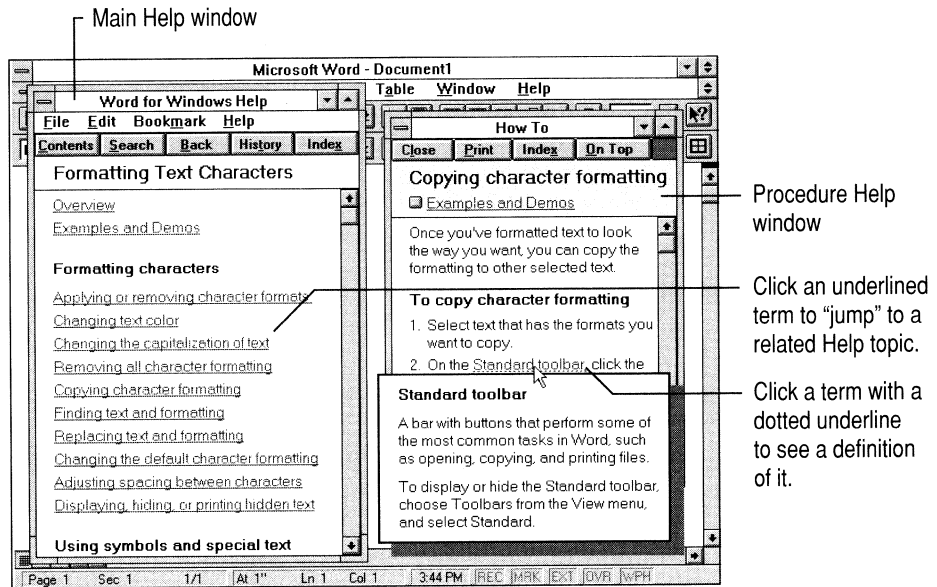 Main Help window
Microsoft Word - Document1
Table Window Help
Word for Windows Help
File Edit Bookmark Help
Contents Search Back History Index
Formatting Text Characters
Overview
Examples and Demos
Formatting characters
Applying or removing character formats
Changing text color
Changing the capitalization of text
Removing all character formatting
Copying character formatting
Finding text and formatting
Replacing text and formatting
Changing the default character formatting
Adjusting spacing between characters
Displaying, hiding, or printing hidden text
Using symbols and special text
How To
Close Print Index On Top
Copying character formatting
Examples and Demos
Once you've formatted text to look
the way you want, you can copy the
formatting to other selected text.
To copy character formatting
1. Select text that has the formats you
want to copy.
2. On the Standard toolbar, click the
Standard toolbar
A bar with buttons that perform some of
the most common tasks in Word, such
as opening, copying, and printing files.
To display or hide the Standard toolbar,
choose Toolbars from the View menu,
and select Standard.
Page 1 Sec 1 1/1 At 1" Ln 1 Col 1 3:44 PM REC MRK EXT OVR WPH
Procedure Help
window
Click an underlined
term to “jump” to a
related Help topic.
Click a term with a
dotted underline
to see a definition
of it.